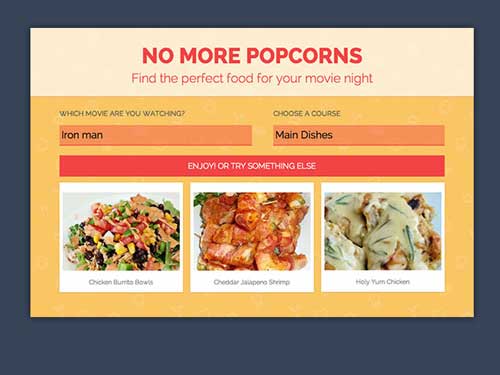 NO MORE POPCORNS
Find the perfect food for your movie night
WHICH MOVIE ARE YOU WATCHING?
CHOOSE A COURSE
Iron man
Main Dishes
ENJOY! OR TRY SOMETHING ELSE
Chicken Burrito Bowls
Cheddar Jalapeno Shrimp
Holy Yum Chicken